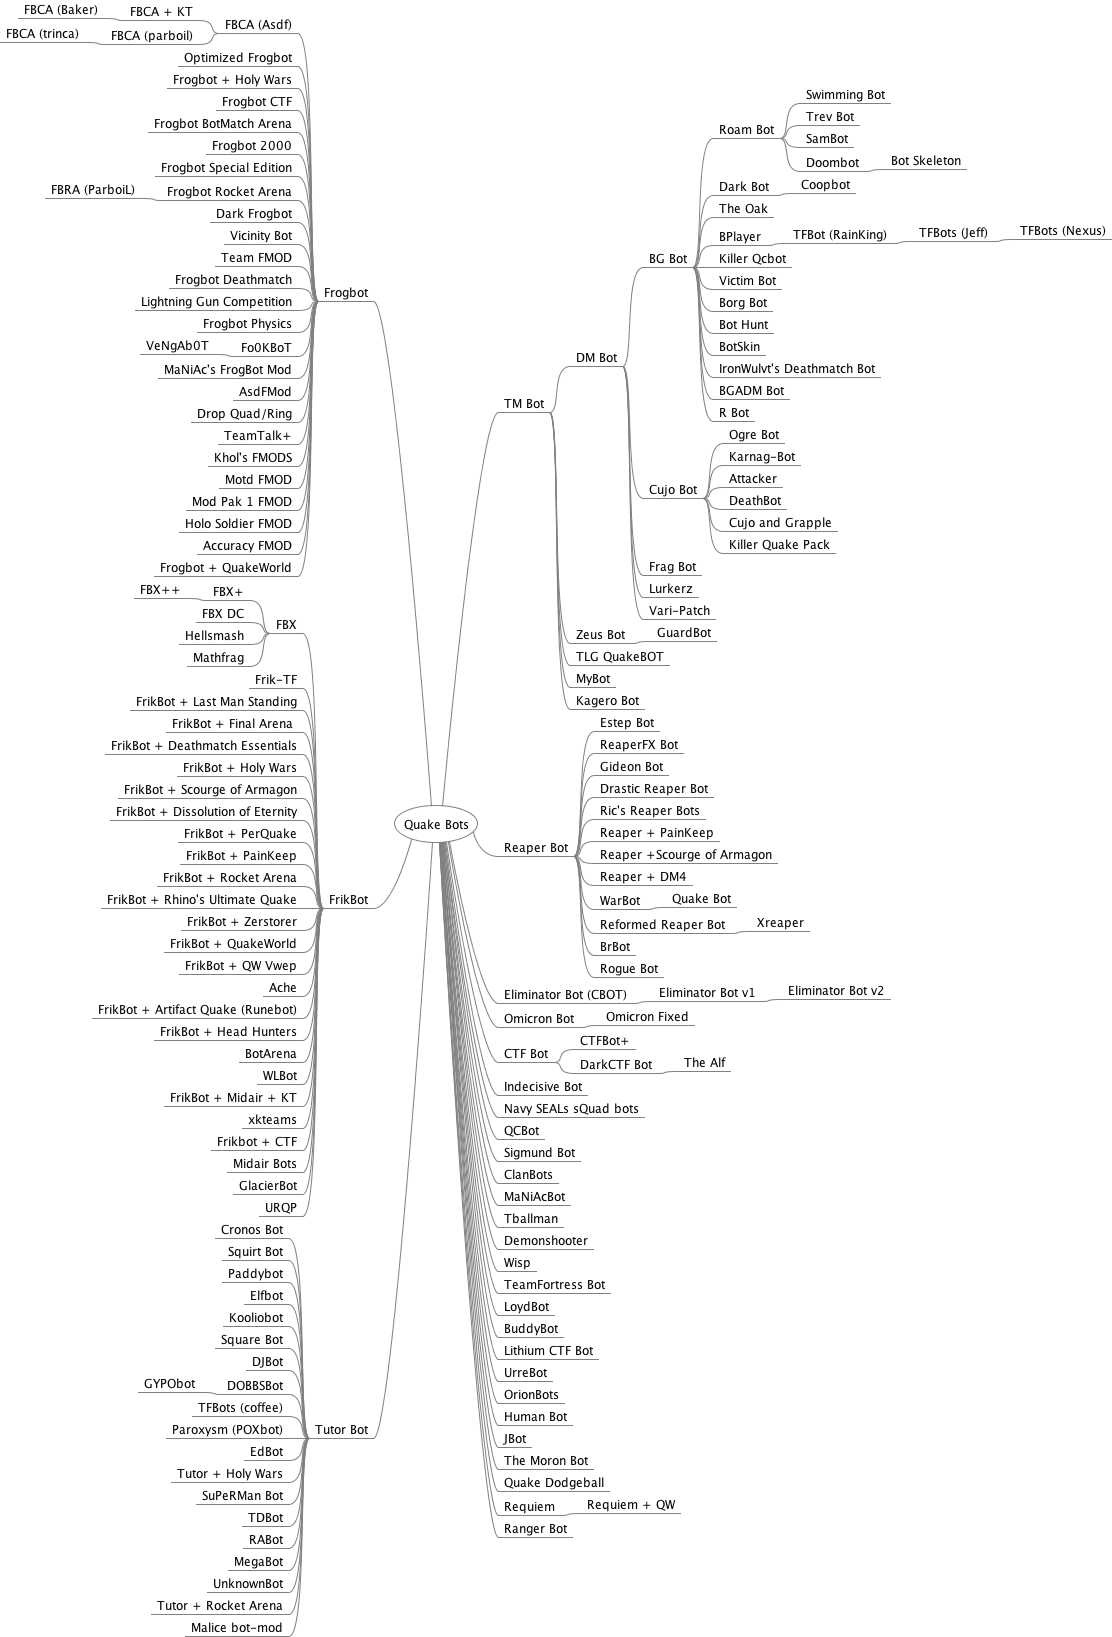 Quake Bots
Frogbot
FBCA (Asdf)
FBCA + KT
FBCA (Baker)
FBCA (parboil)
FBCA (trinca)
Optimized Frogbot
Frogbot + Holy Wars
Frogbot CTF
Frogbot BotMatch Arena
Frogbot 2000
Frogbot Special Edition
Frogbot Rocket Arena
FBRA (ParboiL)
Dark Frogbot
Vicinity Bot
Team FMOD
Frogbot Deathmatch
Lightning Gun Competition
Frogbot Physics
Fo0KBoT
VeNgAb0T
MaNiAc's FrogBot Mod
AsdFMod
Drop Quad/Ring
TeamTalk+
Khol's FMODS
Motd FMOD
Mod Pak 1 FMOD
Holo Soldier FMOD
Accuracy FMOD
Frogbot + QuakeWorld
FrikBot
FBX
FBX+
FBX++
FBX DC
Hellsmash
Mathfrag
Frik-TF
FrikBot + Last Man Standing
FrikBot + Final Arena
FrikBot + Deathmatch Essentials
FrikBot + Holy Wars
FrikBot + Scourge of Armagon
FrikBot + Dissolution of Eternity
FrikBot + PerQuake
FrikBot + PainKeep
FrikBot + Rocket Arena
FrikBot + Rhino's Ultimate Quake
FrikBot + Zerstorer
FrikBot + QuakeWorld
FrikBot + QW Vwep
Ache
FrikBot + Artifact Quake (Runebot)
FrikBot + Head Hunters
BotArena
WLBot
FrikBot + Midair + KT
xkteams
Frikbot + CTF
Midair Bots
GlacierBot
URQP
Tutor Bot
Cronos Bot
Squirt Bot
Paddybot
Elfbot
Kooliobot
Square Bot
DJBot
DOBBSBot
GYPObot
TFBots (coffee)
Paroxysm (POXbot)
EdBot
Tutor + Holy Wars
SuPeRMan Bot
TDBot
RABot
MegaBot
UnknownBot
Tutor + Rocket Arena
Malice bot-mod
TM Bot
DM Bot
BG Bot
Roam Bot
Swimming Bot
Trev Bot
SamBot
Doombot
Bot Skeleton
Dark Bot
Coopbot
The Oak
BPlayer
TFBot (RainKing)
TFBots (Jeff)
TFBots (Nexus)
Killer Qcbot
Victim Bot
Borg Bot
Bot Hunt
BotSkin
IronWulvt's Deathmatch Bot
BGADM Bot
R Bot
Cujo Bot
Ogre Bot
Karnag-Bot
Attacker
DeathBot
Cujo and Grapple
Killer Quake Pack
Frag Bot
Lurkerz
Vari-Patch
Zeus Bot
GuardBot
TLG QuakeBOT
MyBot
Kagero Bot
Reaper Bot
Estep Bot
ReaperFX Bot
Gideon Bot
Drastic Reaper Bot
Ric's Reaper Bots
Reaper + PainKeep
Reaper +Scourge of Armagon
Reaper + DM4
WarBot
Quake Bot
Reformed Reaper Bot
Xreaper
BrBot
Rogue Bot
Eliminator Bot (CBOT)
Eliminator Bot v1
Eliminator Bot v2
Omicron Bot
Omicron Fixed
CTF Bot
CTFBot+
DarkCTF Bot
The Alf
Indecisive Bot
Navy SEALs sQuad bots
QCBot
Sigmund Bot
ClanBots
MaNiAcBot
Tballman
Demonshooter
Wisp
TeamFortress Bot
LoydBot
BuddyBot
Lithium CTF Bot
UrreBot
OrionBots
Human Bot
JBot
The Moron Bot
Quake Dodgeball
Requiem
Requiem + QW
Ranger Bot